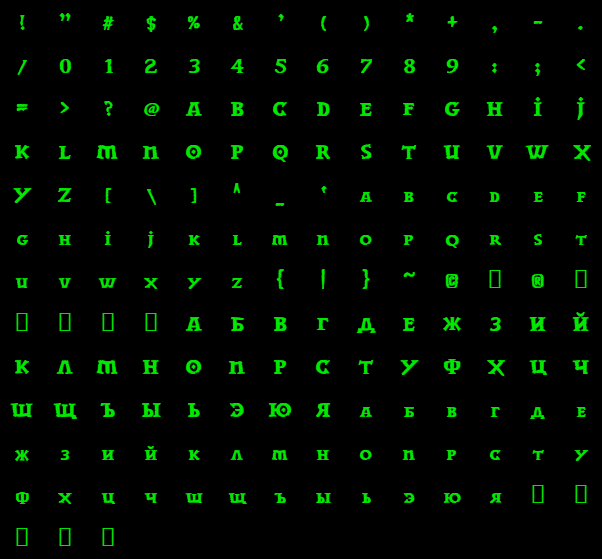 ! " # $ % & ' ( ) * + , - .
/ 0 1 2 3 4 5 6 7 8 9 : ; <
= > ? @ A B C D E F G H I J
K L M N O P Q R S T U V W X
Y Z [ \ ] ^ _ ` A B C D E F
G H I J K L M N O P Q R S T
U V W X Y Z { | } ~ © ®
А Б В Г Д Е Ж З И Й
К Л М Н О П Р С Т У Ф Х Ц Ч
Ш Щ Ъ Ы Ь Э Ю Я А Б В Г Д Е
Ж З И Й К Л М Н О П Р С Т У
Ф Х Ц Ч Ш Щ Ъ Ы Ь Э Ю Я